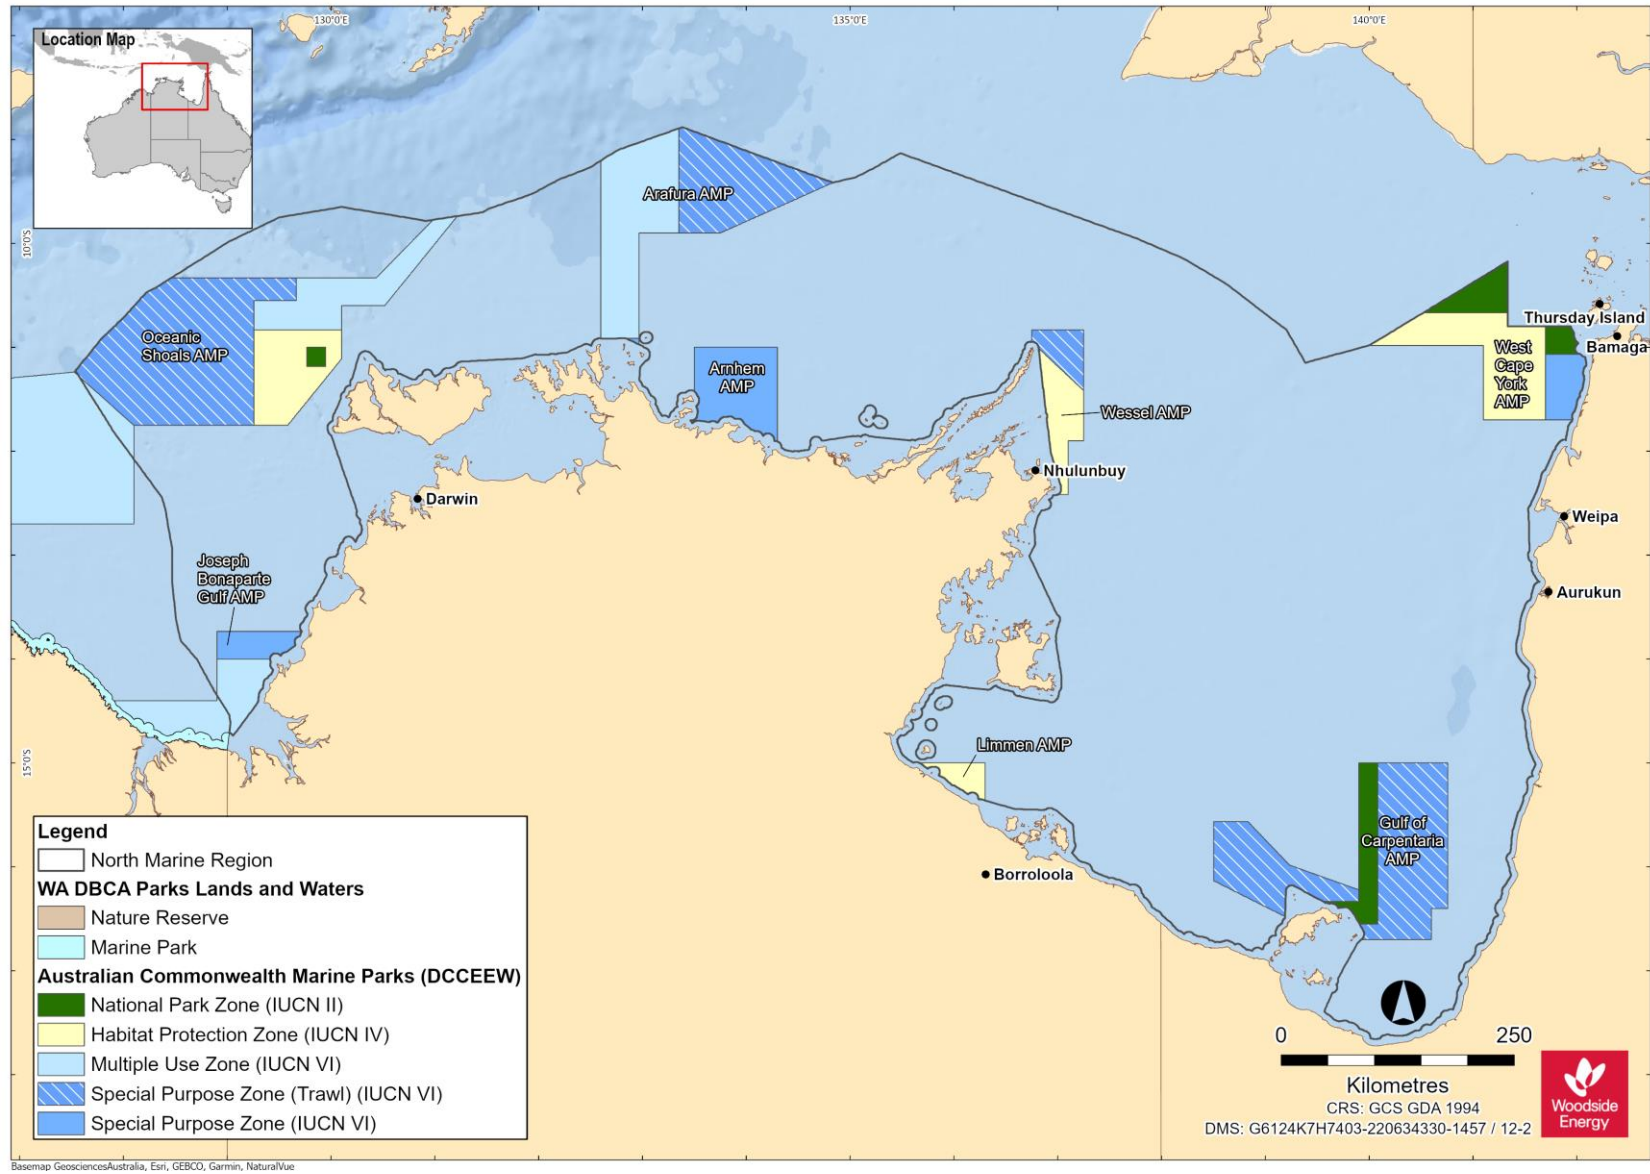 130°0'E
135°0'E
140°0'E
Location Map
10°0'S
15°0'S
Arafura AMP
Oceanic
Shoals AMP
Arnhem
AMP
Wessel AMP
Thursday Island
Bamaga
West
Cape
York
AMP
Nhulunbuy
Darwin
Weipa
Joseph
Bonaparte
Gulf AMP
Aurukun
Limmen AMP
Gulf of
Carpentaria
AMP
Borroloola
Legend
North Marine Region
WA DBCA Parks Lands and Waters
Nature Reserve
Marine Park
Australian Commonwealth Marine Parks (DCCEEW)
National Park Zone (IUCN II)
Habitat Protection Zone (IUCN IV)
Multiple Use Zone (IUCN VI)
Special Purpose Zone (Trawl) (IUCN VI)
Special Purpose Zone (IUCN VI)
0 250
Kilometres
CRS: GCS GDA 1994
DMS: G6124K7H7403-220634330-1457 / 12-2
Woodside
Energy
Basemap GeosciencesAustralia, Esri, GEBCO, Garmin, NaturalVue